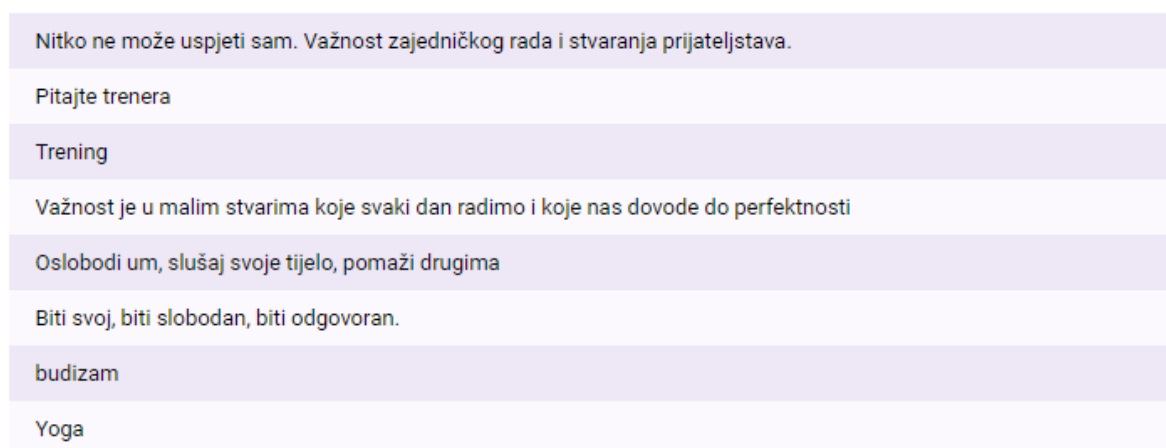 Nitko ne može uspjeti sam. Važnost zajedničkog rada i stvaranja prijateljstava.
Pitajte trenera
Trening
Važnost je u malim stvarima koje svaki dan radimo i koje nas dovode do perfektnosti
Oslobodi um, slušaj svoje tijelo, pomaži drugima
Biti svoj, biti slobodan, biti odgovoran.
budizam
Yoga